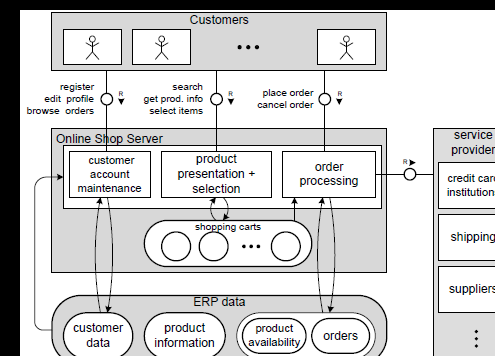 Customers
register
edit profile
browse orders
R
search
get prod. info
select items
R
place order
cancel order
R
Online Shop Server
customer
account
maintenance
product
presentation +
selection
order
processing
R
service
provider
credit card
institution
shipping
suppliers
shopping carts
ERP data
customer
data
product
information
product
availability
orders